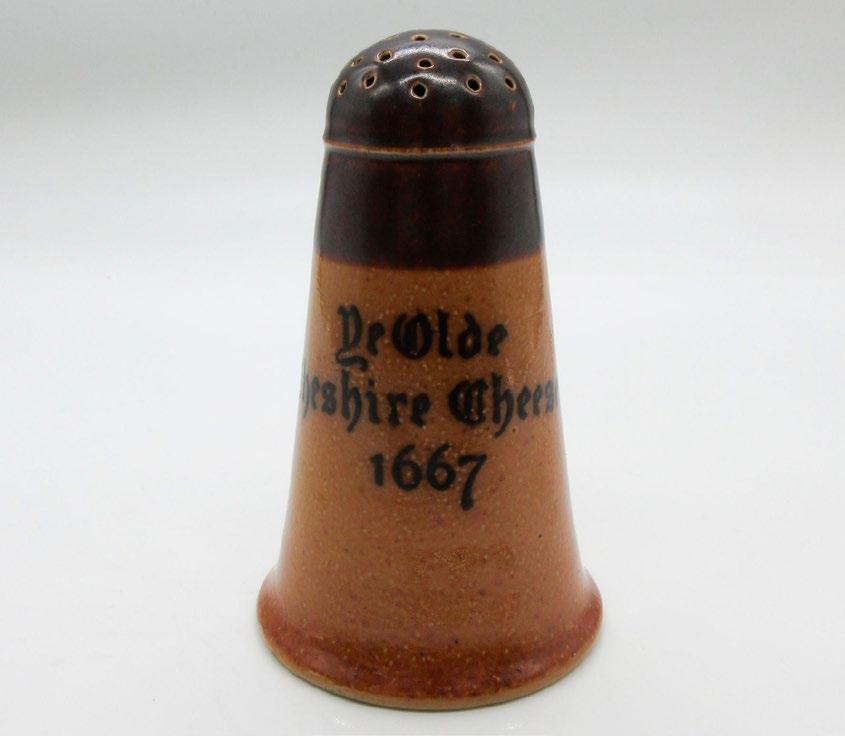 Ye Olde
heshire Chees
1667